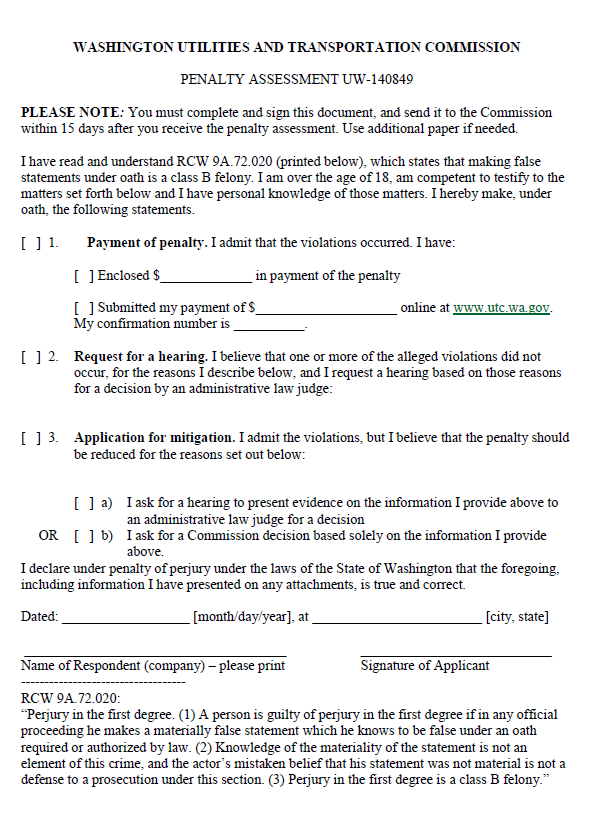 WASHINGTON UTILITIES AND TRANSPORTATION COMMISSION
PENALTY ASSESSMENT UW-140849
PLEASE NOTE: You must complete and sign this document, and send it to the Commission
within 15 days after you receive the penalty assessment. Use additional paper if needed.
I have read and understand RCW 9A.72.020 (printed below), which states that making false
statements under oath is a class B felony. I am over the age of 18, am competent to testify to the
matters set forth below and I have personal knowledge of those matters. I hereby make, under
oath, the following statements.
[ ] 1. Payment of penalty. I admit that the violations occurred. I have:
[ ] Enclosed $_____________ in payment of the penalty
[ ] Submitted my payment of $____________________ online at www.utc.wa.gov.
My confirmation number is __________.
[ ] 2. Request for a hearing. I believe that one or more of the alleged violations did not
occur, for the reasons I describe below, and I request a hearing based on those reasons
for a decision by an administrative law judge:
[ ] 3. Application for mitigation. I admit the violations, but I believe that the penalty should
be reduced for the reasons set out below:
[ ] a) I ask for a hearing to present evidence on the information I provide above to
an administrative law judge for a decision
OR [ ] b) I ask for a Commission decision based solely on the information I provide
above.
I declare under penalty of perjury under the laws of the State of Washington that the foregoing,
including information I have presented on any attachments, is true and correct.
Dated: __________________ [month/day/year], at ________________________ [city, state]
_____________________________________ ___________________________
Name of Respondent (company) – please print Signature of Applicant
-----------------------------------
RCW 9A.72.020:
“Perjury in the first degree. (1) A person is guilty of perjury in the first degree if in any official
proceeding he makes a materially false statement which he knows to be false under an oath
required or authorized by law. (2) Knowledge of the materiality of the statement is not an
element of this crime, and the actor’s mistaken belief that his statement was not material is not a
defense to a prosecution under this section. (3) Perjury in the first degree is a class B felony.”